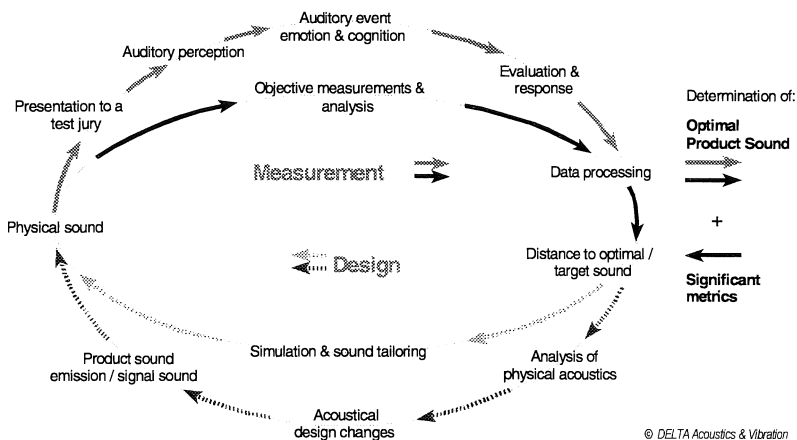 Auditory event
emotion & cognition
Auditory perception
Evaluation &
response
Objective measurements &
analysis
Presentation to a
test jury
Determination of:
Optimal
Product Sound
Measurement
Data processing
Physical sound
+
Design
Distance to optimal /
target sound
Significant
metrics
Simulation & sound tailoring
Product sound
emission / signal sound
Analysis of
physical acoustics
Acoustical
design changes
© DELTA Acoustics & Vibration